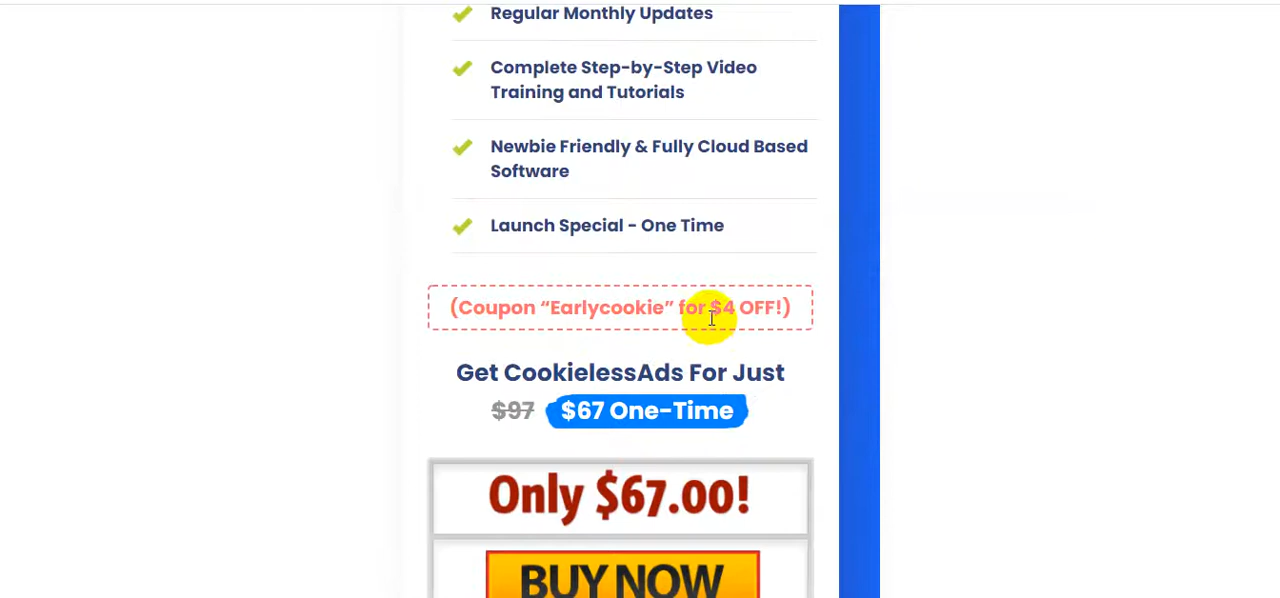 Regular Monthly Updates
Complete Step-by-Step Video
Training and Tutorials
Newbie Friendly & Fully Cloud Based
Software
Launch Special - One Time
(Coupon “Earlycookie” for $4 OFF!)
Get CookielessAds For Just
$97 $67 One-Time
Only $67.00!
BUY NOW